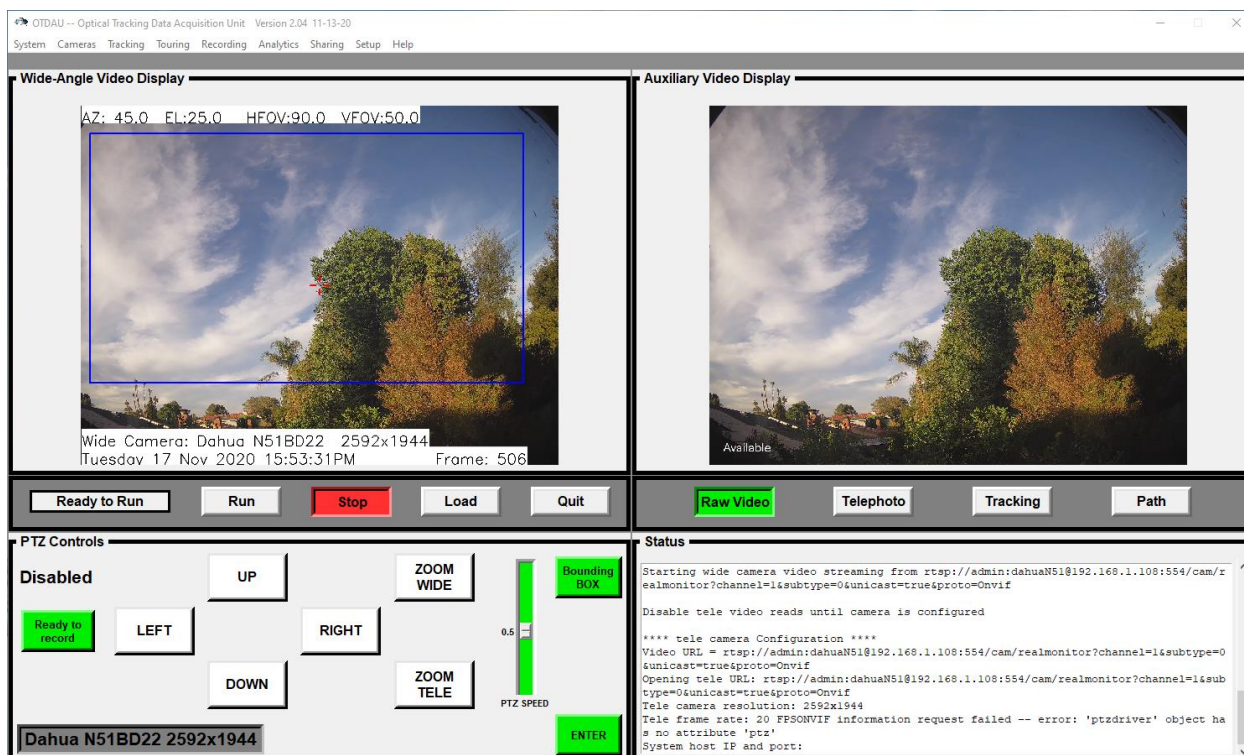 OTDAU -- Optical Tracking Data Acquisition Unit Version 2.04 11-13-20
System Cameras Tracking Touring Recording Analytics Sharing Setup Help
Wide-Angle Video Display
AZ: 45.0 EL:25.0 HFOV:90.0 VFOV:50.0
Wide Camera: Dahua N51BD22 2592x1944
Tuesday 17 Nov 2020 15:53:31PM Frame: 506
Auxiliary Video Display
Available
Ready to Run Run Stop Load Quit
Raw Video Telephoto Tracking Path
PTZ Controls
Disabled
UP
ZOOM
WIDE
Bounding
BOX
Ready to
record
LEFT
RIGHT
0.5
DOWN
ZOOM
TELE
PTZ SPEED
Dahua N51BD22 2592x1944
ENTER
Status
Starting wide camera video streaming from rtsp://admin:dahuaN51@192.168.1.108:554/cam/r
ealmonitor?channel=1&subtype=0&unicast=true&proto=Onvif
Disable tele video reads until camera is configured
**** tele camera Configuration ****
Video URL = rtsp://admin:dahuaN51@192.168.1.108:554/cam/realmonitor?channel=1&subtype=0
&unicast=true&proto=Onvif
Opening tele URL: rtsp://admin:dahuaN51@192.168.1.108:554/cam/realmonitor?channel=1&sub
type=0&unicast=true&proto=Onvif
Tele camera resolution: 2592x1944
Tele frame rate: 20 FPSONVIF information request failed -- error: 'ptzdriver' object ha
s no attribute 'ptz'
System host IP and port: